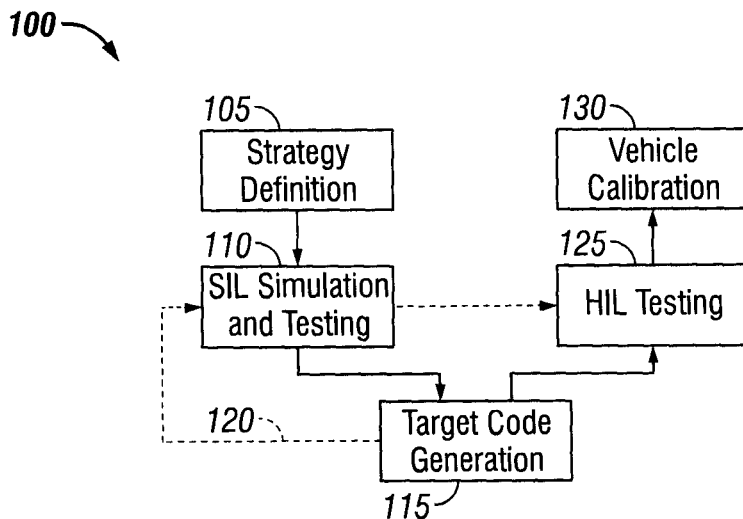 100
105
Strategy
Definition
130
Vehicle
Calibration
110
SIL Simulation
and Testing
125
HIL Testing
120
Target Code
Generation
115